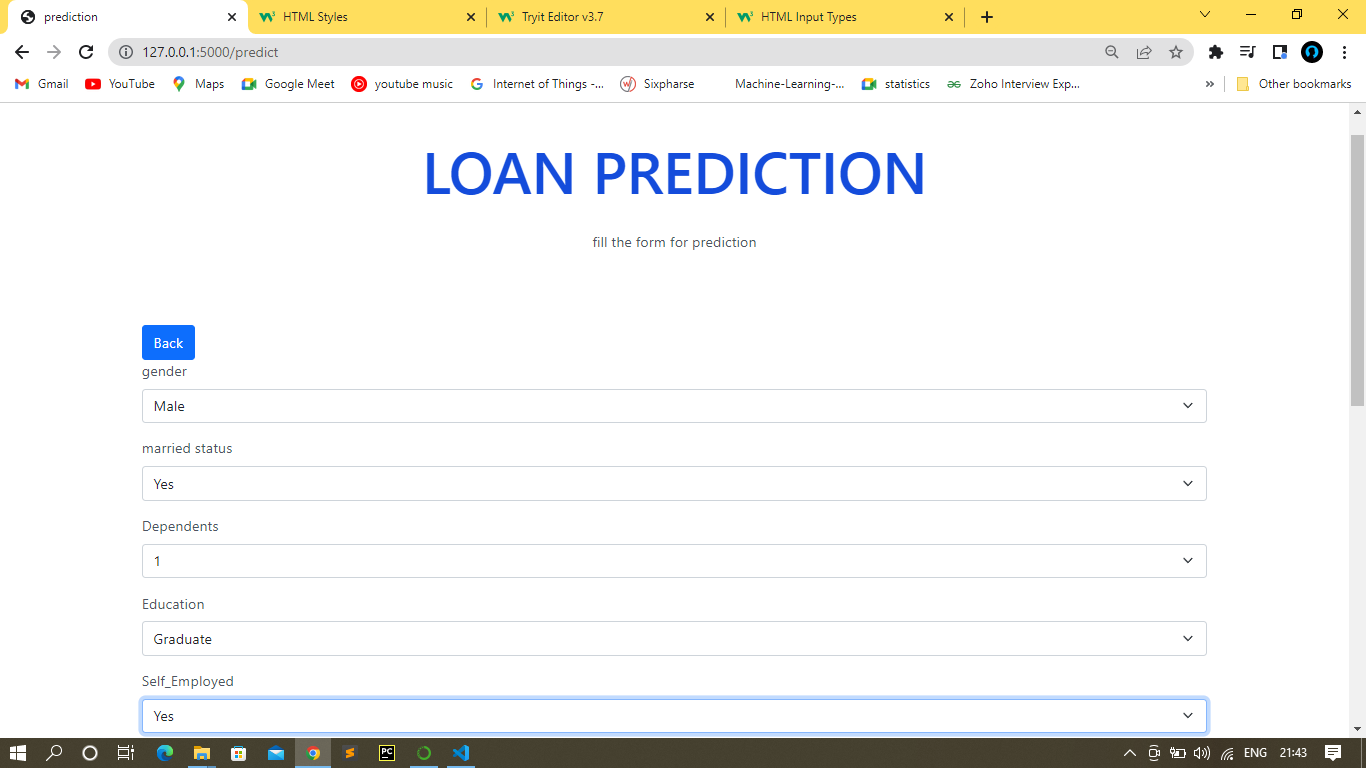 prediction
HTML Styles
Tryit Editor v3.7
HTML Input Types
127.0.0.1:5000/predict
Gmail
YouTube
Maps
Google Meet
youtube music
Internet of Things -...
Sixpharse
Machine-Learning-...
statistics
Zoho Interview Exp...
»
Other bookmarks
LOAN PREDICTION
fill the form for prediction
Back
gender
Male
married status
Yes
Dependents
1
Education
Graduate
Self_Employed
Yes
PC
ENG
21:43